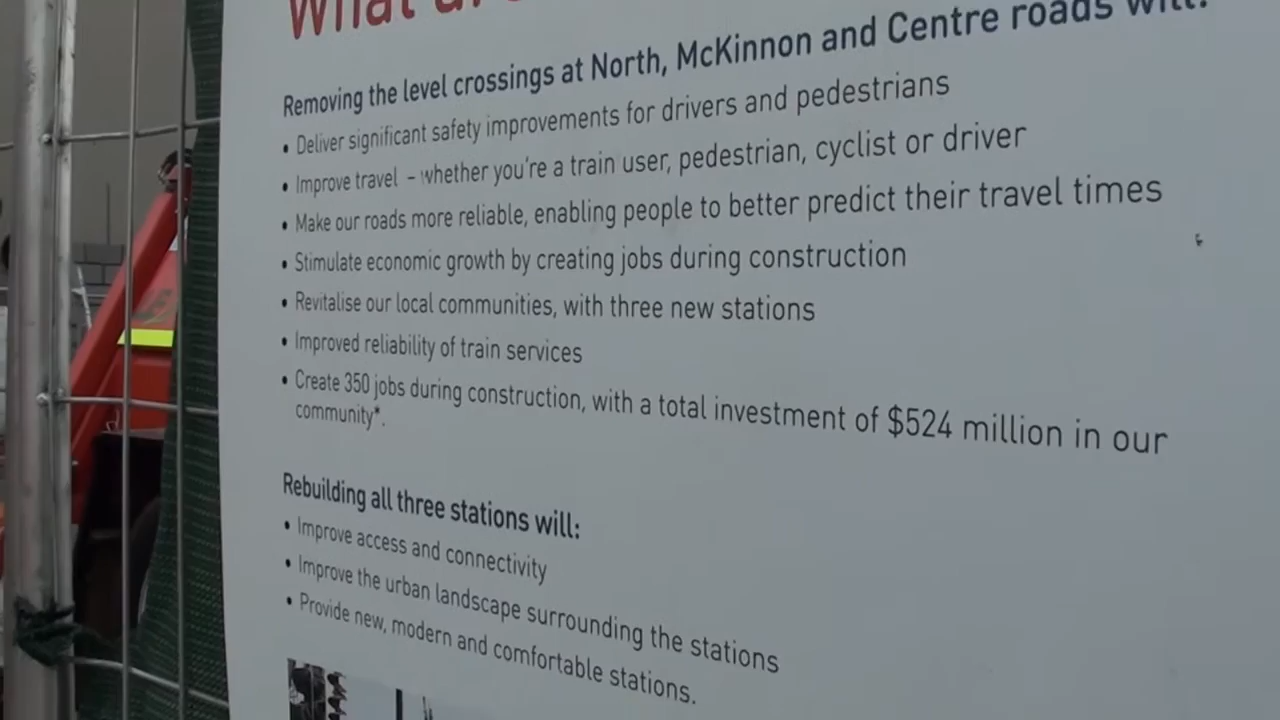 What are
Removing the level crossings at North, McKinnon and Centre roads will:
• Deliver significant safety improvements for drivers and pedestrians
• Improve travel – whether you're a train user, pedestrian, cyclist or driver
• Make our roads more reliable, enabling people to better predict their travel times
• Stimulate economic growth by creating jobs during construction
• Revitalise our local communities, with three new stations
• Improved reliability of train services
• Create 350 jobs during construction, with a total investment of $524 million in our
community*.
Rebuilding all three stations will:
• Improve access and connectivity
• Improve the urban landscape surrounding the stations
• Provide new, modern and comfortable stations.